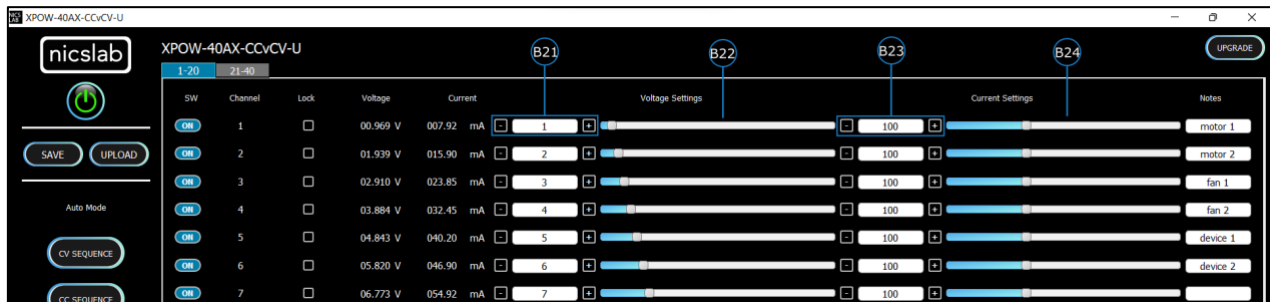 NICS LAB XPOW-40AX-CCvCV-U
nicslab
XPOW-40AX-CCvCV-U
B21
B22
B23
B24
UPGRADE
1-20 21-40
SW Channel Lock Voltage Current Voltage Settings Current Settings Notes
ON 1 00.969 V 007.92 mA - 1 + - 100 + motor 1
SAVE UPLOAD
ON 2 01.939 V 015.90 mA - 2 + - 100 + motor 2
ON 3 02.910 V 023.85 mA - 3 + - 100 + fan 1
Auto Mode
ON 4 03.884 V 032.45 mA - 4 + - 100 + fan 2
ON 5 04.843 V 040.20 mA - 5 + - 100 + device 1
CV SEQUENCE
ON 6 05.820 V 046.90 mA - 6 + - 100 + device 2
ON 7 06.773 V 054.92 mA - 7 + - 100 +
CC SEQUENCE